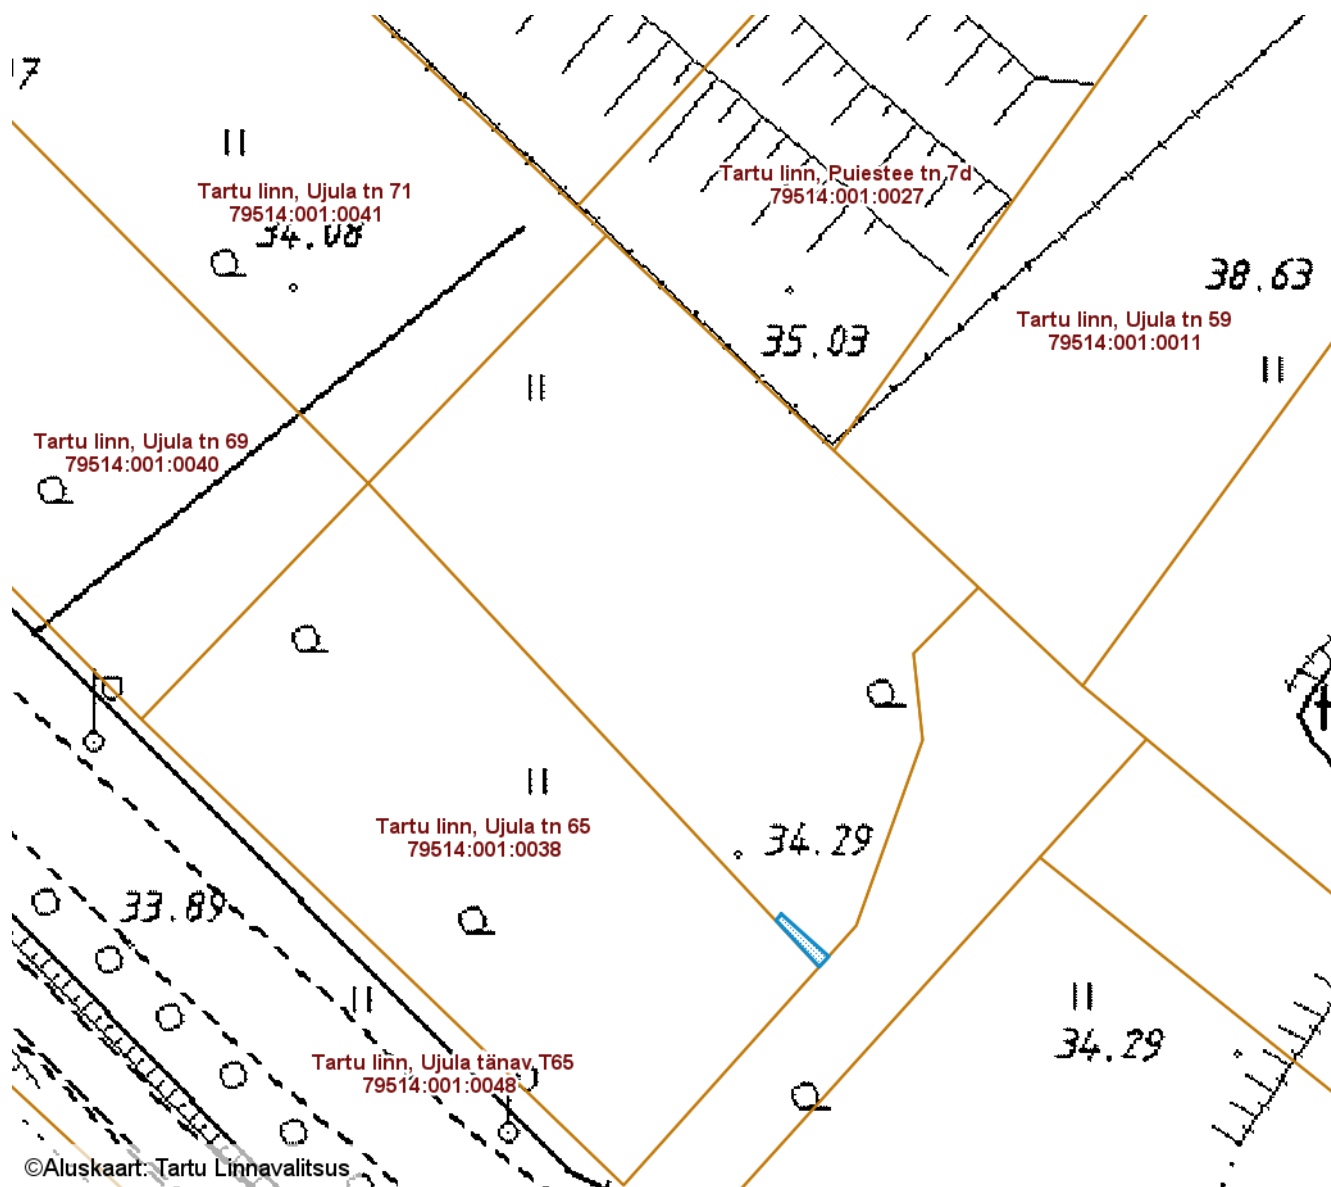 Tartu linn, Puiestee tn 7d
79514:001:0027
Tartu linn, Ujula tn 71
79514:001:0041
34.08
38.63
Tartu linn, Ujula tn 59
79514:001:0011
35.03
Tartu linn, Ujula tn 69
79514:001:0040
Tartu linn, Ujula tn 65
79514:001:0038
34.29
33.89
34.29
Tartu linn, Ujula tänav T65
79514:001:0048
©Aluskaart: Tartu Linnavalitsus